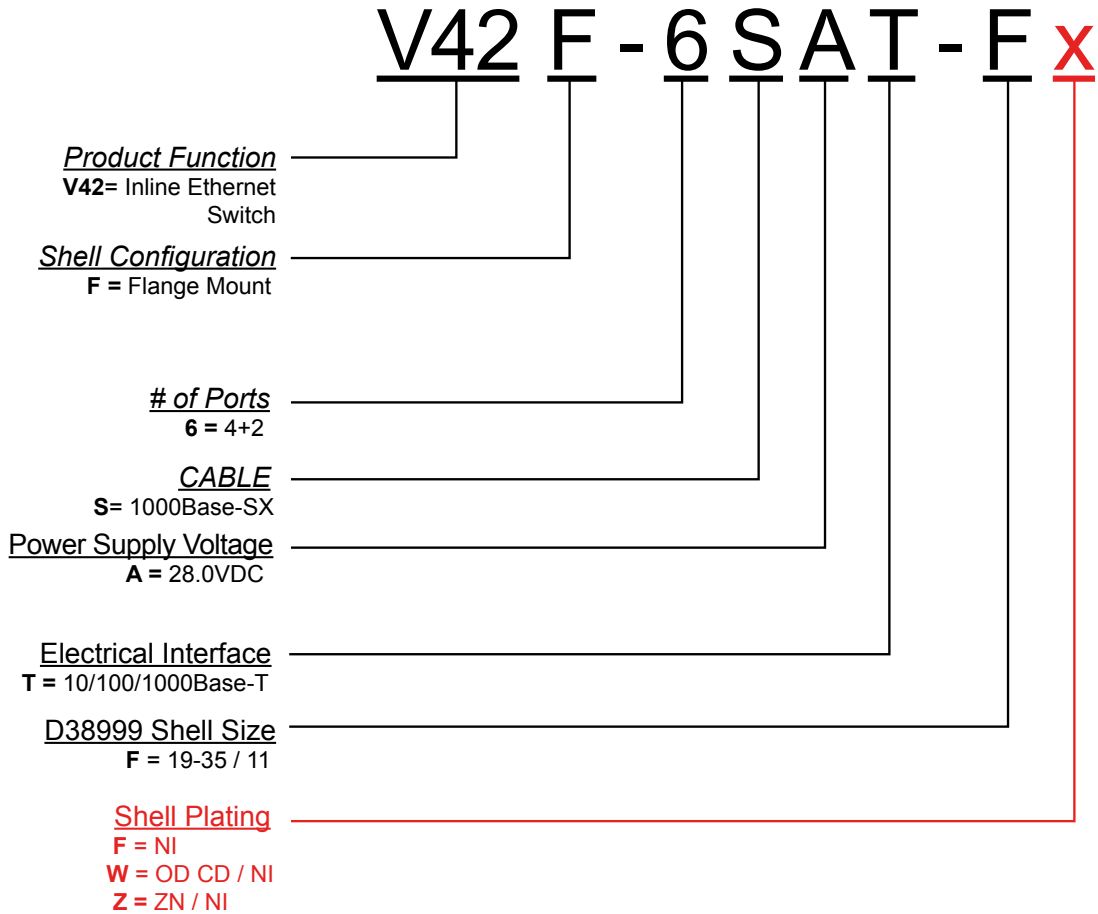 V42 F - 6 S A T - F x
Product Function
V42= Inline Ethernet
Switch
Shell Configuration
F = Flange Mount
# of Ports
6 = 4+2
CABLE
S= 1000Base-SX
Power Supply Voltage
A = 28.0VDC
Electrical Interface
T = 10/100/1000Base-T
D38999 Shell Size
F = 19-35 / 11
Shell Plating
F = NI
W = OD CD / NI
Z = ZN / NI